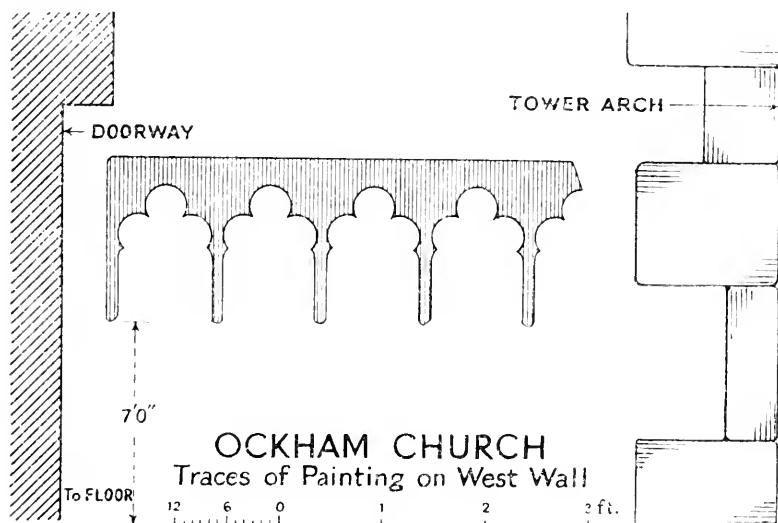 TOWER ARCH
DOORWAY
7'0"
OCKHAM CHURCH
Traces of Painting on West Wall
To FLOOR
12 6 0 1 2 3 ft.